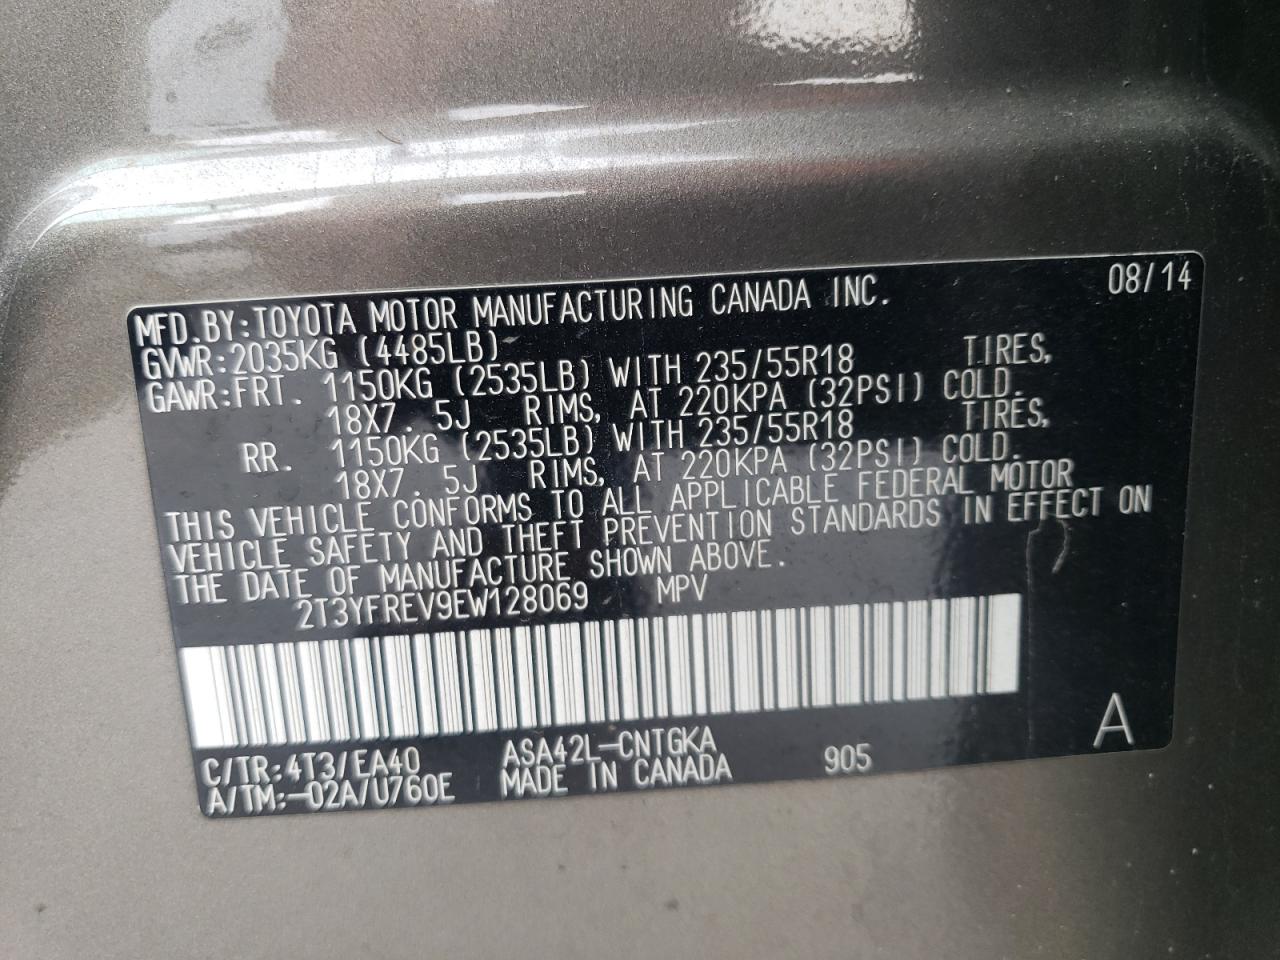 08/14
MFD.BY:TOYOTA MOTOR MANUFACTURING CANADA INC.
GVWR:2035KG (4485LB)
GAWR:FRT. 1150KG (2535LB) WITH 235/55R18 TIRES,
18X7.5J RIMS, AT 220KPA (32PSI) COLD.
RR. 1150KG (2535LB) WITH 235/55R18 TIRES,
18X7.5J RIMS, AT 220KPA (32PSI) COLD.
THIS VEHICLE CONFORMS TO ALL APPLICABLE FEDERAL MOTOR
VEHICLE SAFETY AND THEFT PREVENTION STANDARDS IN EFFECT ON
THE DATE OF MANUFACTURE SHOWN ABOVE.
2T3YFREV9EW128069 MPV
C/TR:4T3/EA40 ASA42L-CNTGKA
A/TM:-02A/U760E MADE IN CANADA 905
A